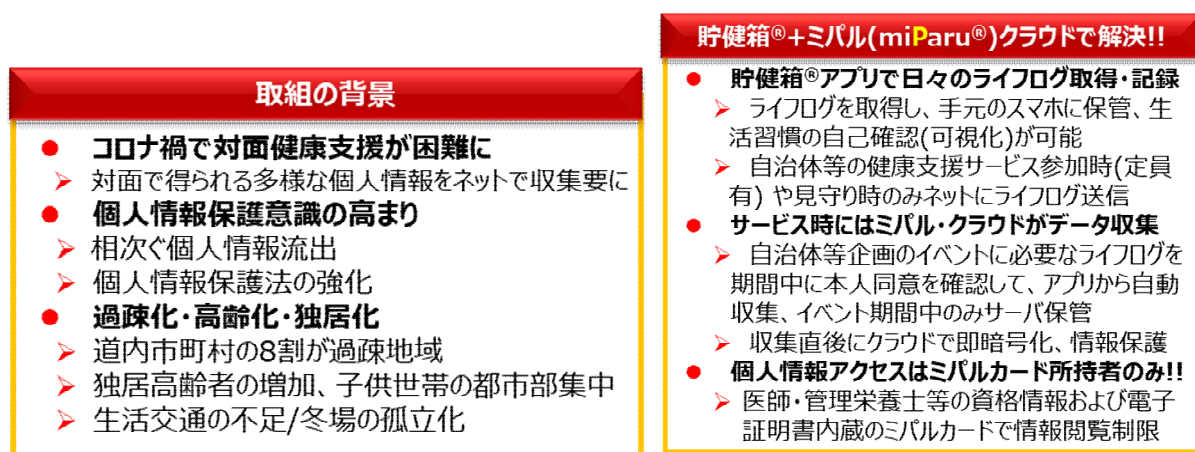 取組の背景
● コロナ禍で対面健康支援が困難に
➢ 対面で得られる多様な個人情報をネットで収集要に
● 個人情報保護意識の高まり
➢ 相次ぐ個人情報流出
➢ 個人情報保護法の強化
● 過疎化・高齢化・独居化
➢ 道内市町村の8割が過疎地域
➢ 独居高齢者の増加、子供世帯の都市部集中
➢ 生活交通の不足/冬場の孤立化
貯健箱®+ミパル(miParu®)クラウドで解決!!
● 貯健箱®アプリで日々のライフログ取得・記録
➢ ライフログを取得し、手元のスマホに保管、生
活習慣の自己確認(可視化)が可能
➢ 自治体等の健康支援サービス参加時(定員
有) や見守り時のみネットにライフログ送信
● サービス時にはミパル・クラウドがデータ収集
➢ 自治体等企画のイベントに必要なライフログを
期間中に本人同意を確認して、アプリから自動
収集、イベント期間中のみサーバ保管
➢ 収集直後にクラウドで即暗号化、情報保護
● 個人情報アクセスはミパルカード所持者のみ!!
➢ 医師・管理栄養士等の資格情報および電子
証明書内蔵のミパルカードで情報閲覧制限